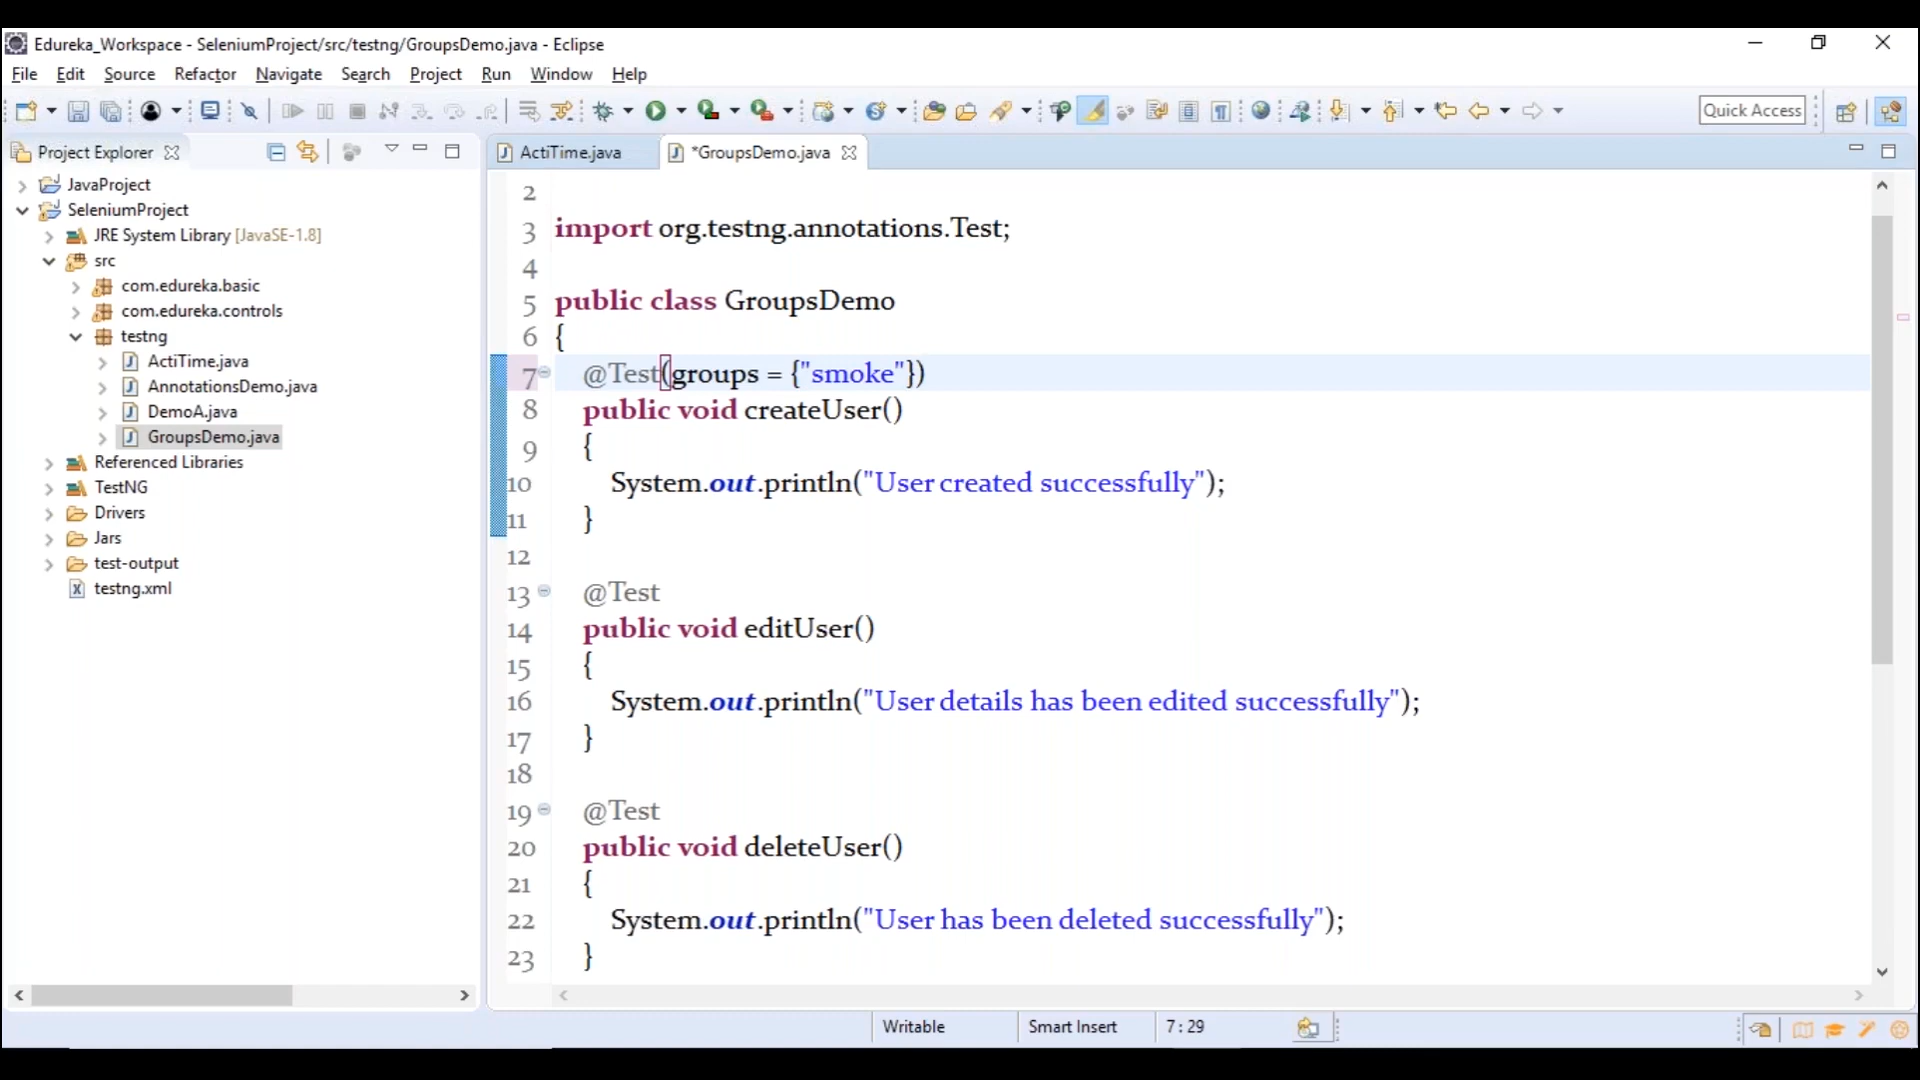 Edureka_Workspace - SeleniumProject/src/testng/GroupsDemo.java - Eclipse
File Edit Source Refactor Navigate Search Project Run Window Help
Quick Access
Project Explorer
JavaProject
SeleniumProject
JRE System Library [JavaSE-1.8]
src
com.edureka.basic
com.edureka.controls
testng
ActiTime.java
AnnotationsDemo.java
DemoA.java
GroupsDemo.java
Referenced Libraries
TestNG
Drivers
Jars
test-output
testng.xml
ActiTime.java *GroupsDemo.java
2
3 import org.testng.annotations.Test;
4
5 public class GroupsDemo
6 {
7 @Test(groups = {"smoke"})
8 public void createUser()
9 {
10 System.out.println("User created successfully");
11 }
12
13 @Test
14 public void editUser()
15 {
16 System.out.println("User details has been edited successfully");
17 }
18
19 @Test
20 public void deleteUser()
21 {
22 System.out.println("User has been deleted successfully");
23 }
Writable Smart Insert 7 : 29